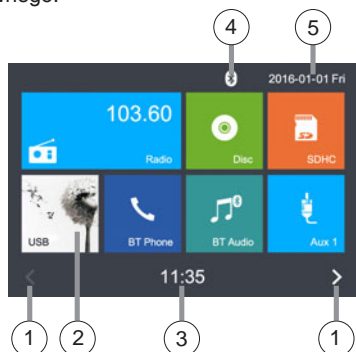 4 5
2016-01-01 Fri
103.60
Radio Disc SDHC
USB BT Phone BT Audio Aux 1
< 11:35 >
1 2 3 1